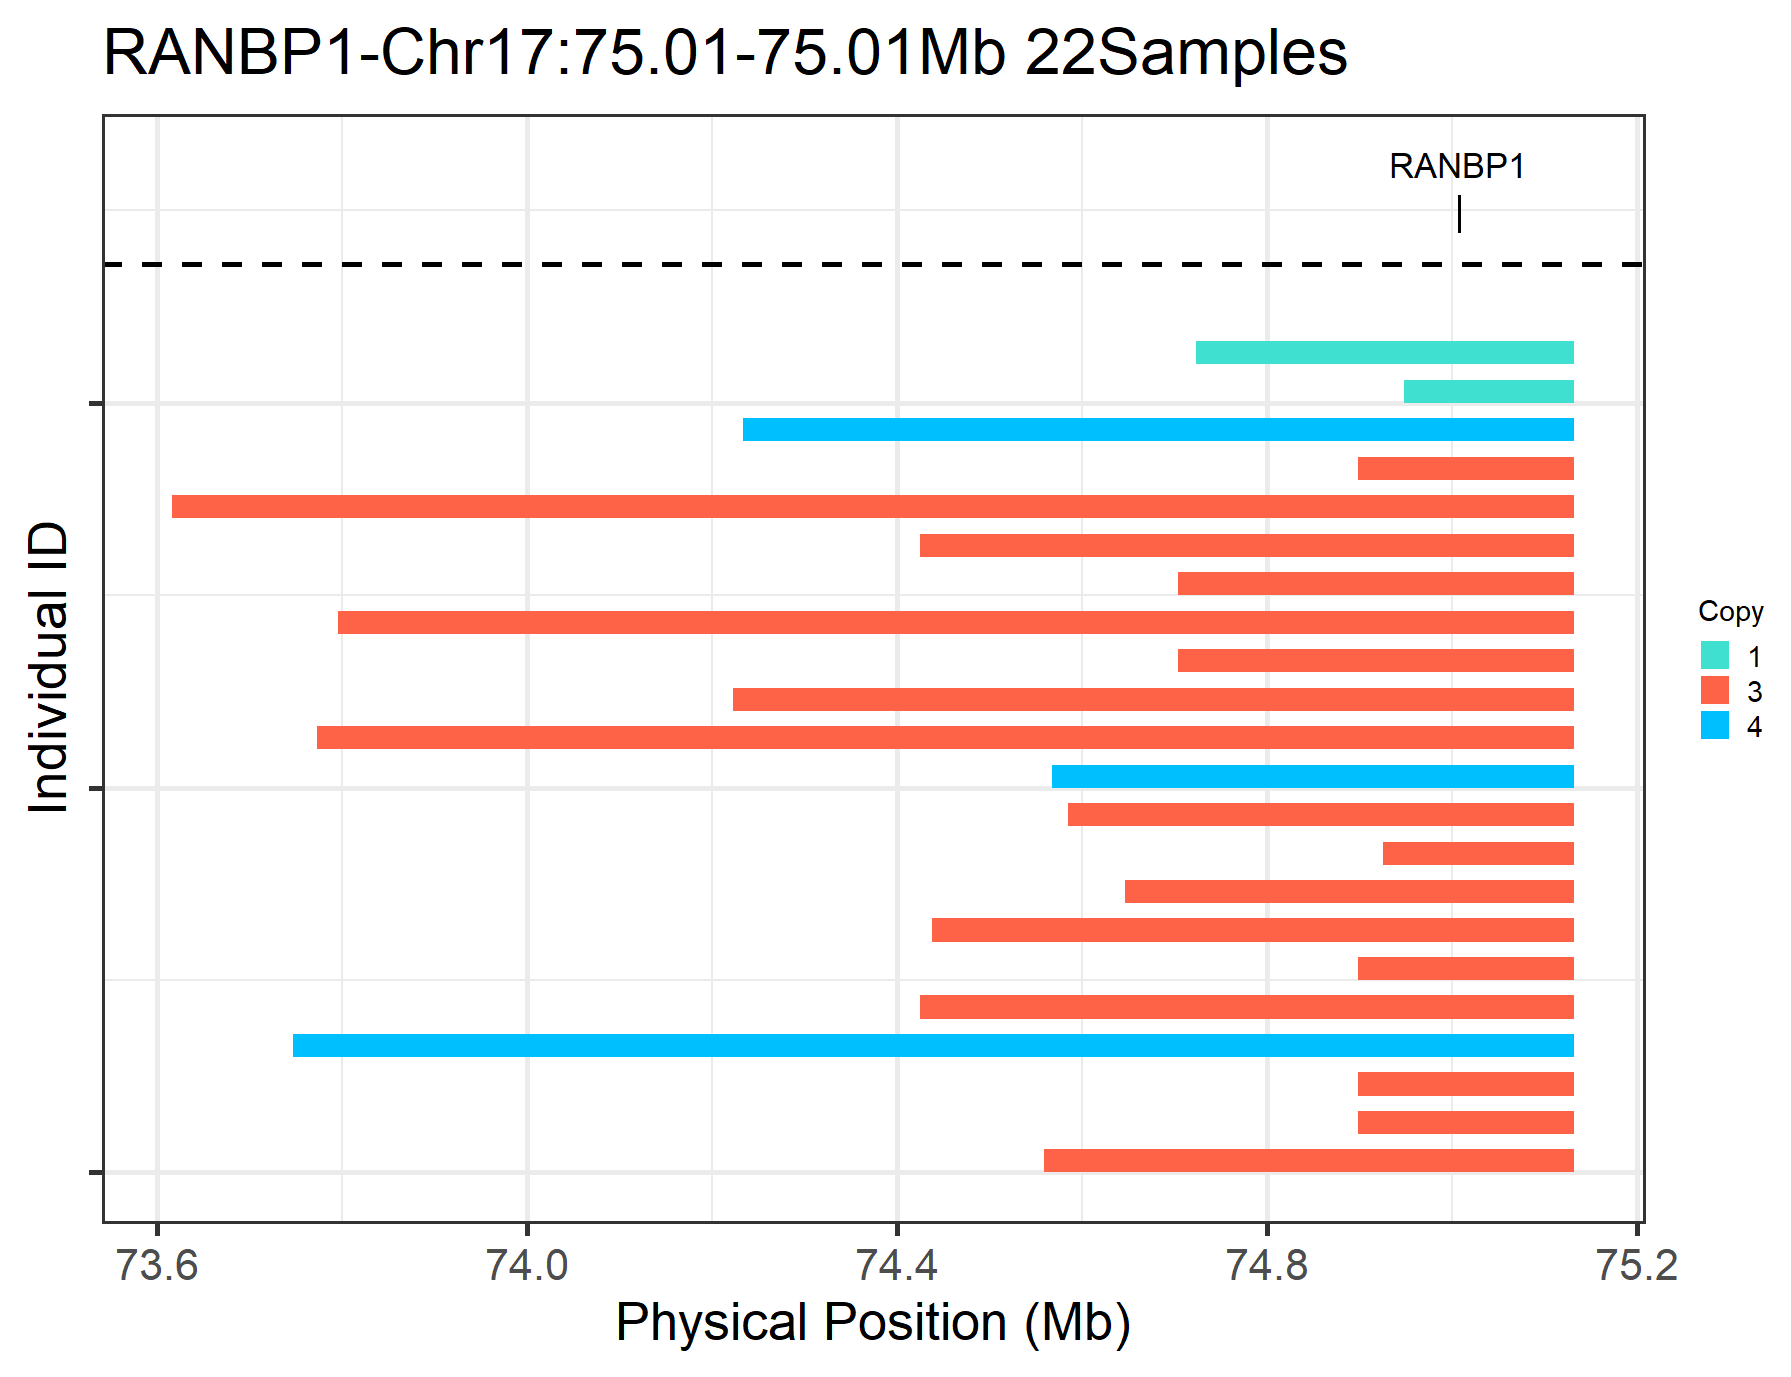 RANBP1-Chr17:75.01-75.01Mb 22Samples
RANBP1
Individual ID
Copy
1
3
4
73.6 74.0 74.4 74.8 75.2
Physical Position (Mb)